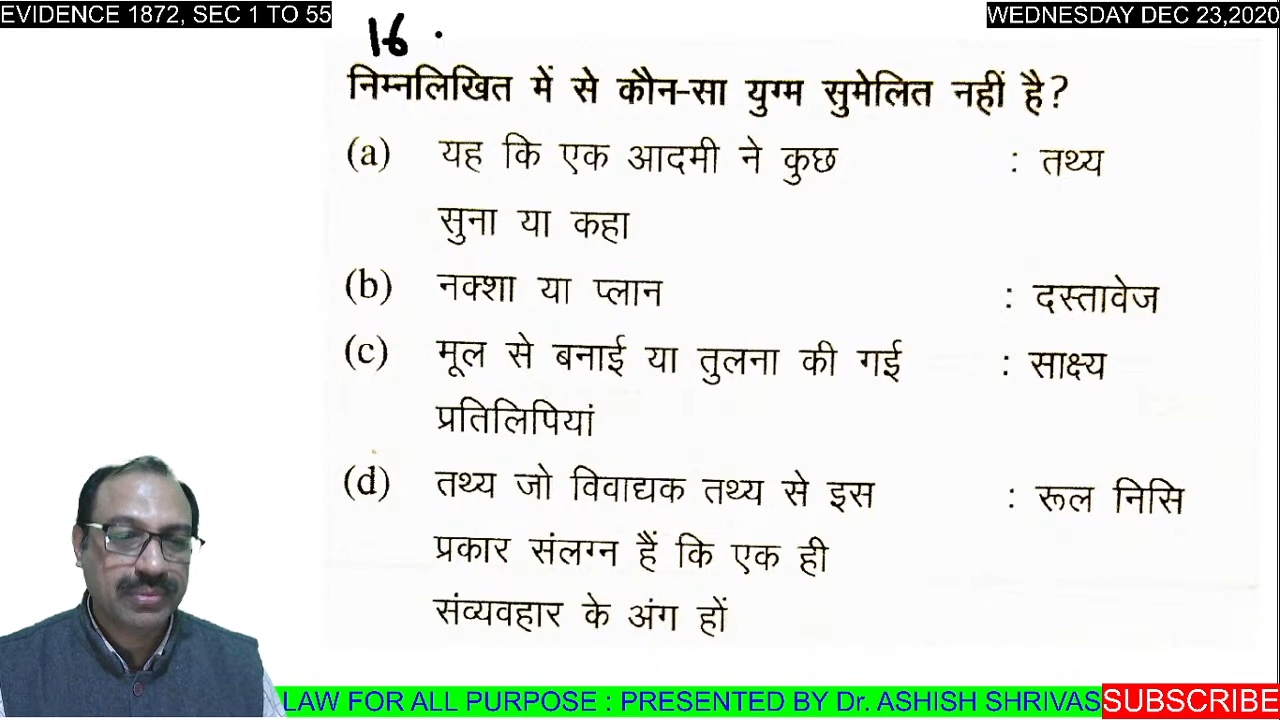 EVIDENCE 1872, SEC 1 TO 55
WEDNESDAY DEC 23,2020
16.
निम्नलिखित में से कौन-सा युग्म सुमेलित नहीं है?
(a) यह कि एक आदमी ने कुछ : तथ्य
सुना या कहा
(b) नक्शा या प्लान : दस्तावेज
(c) मूल से बनाई या तुलना की गई : साक्ष्य
प्रतिलिपियां
(d) तथ्य जो विवाद्यक तथ्य से इस : रूल निसि
प्रकार संलग्न हैं कि एक ही
संव्यवहार के अंग हों
LAW FOR ALL PURPOSE : PRESENTED BY Dr. ASHISH SHRIVAS
SUBSCRIBE